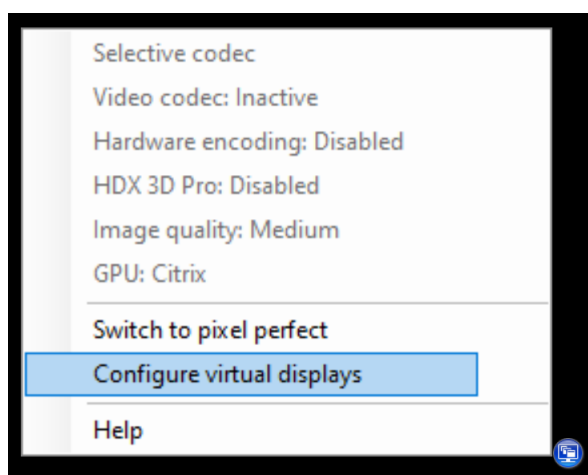 Selective codec
Video codec: Inactive
Hardware encoding: Disabled
HDX 3D Pro: Disabled
Image quality: Medium
GPU: Citrix
Switch to pixel perfect
Configure virtual displays
Help